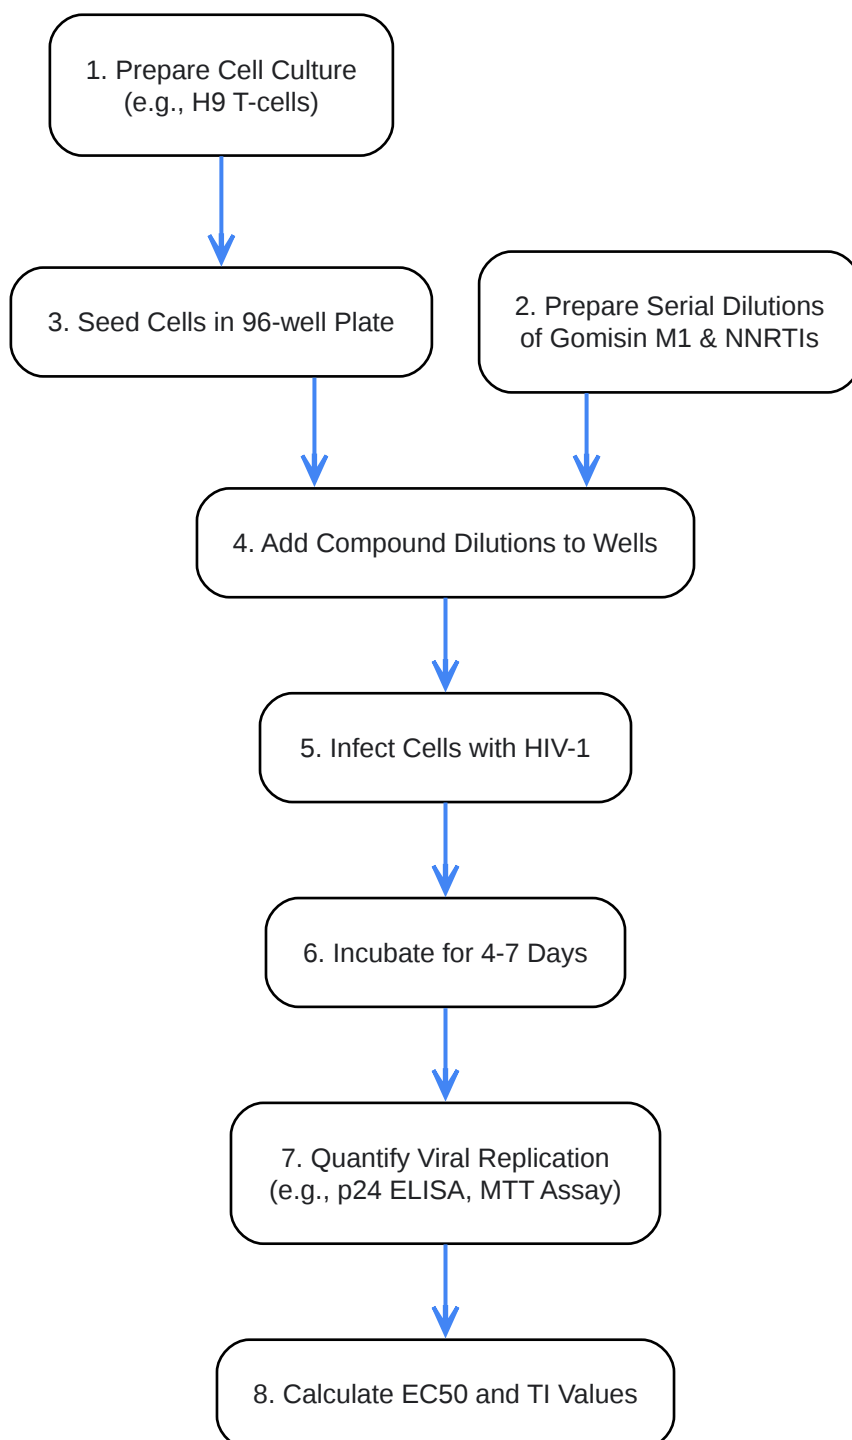 1. Prepare Cell Culture
(e.g., H9 T-cells)
3. Seed Cells in 96-well Plate
2. Prepare Serial Dilutions
of Gomisin M1 & NNRTIs
4. Add Compound Dilutions to Wells
5. Infect Cells with HIV-1
6. Incubate for 4-7 Days
7. Quantify Viral Replication
(e.g., p24 ELISA, MTT Assay)
8. Calculate EC50 and TI Values